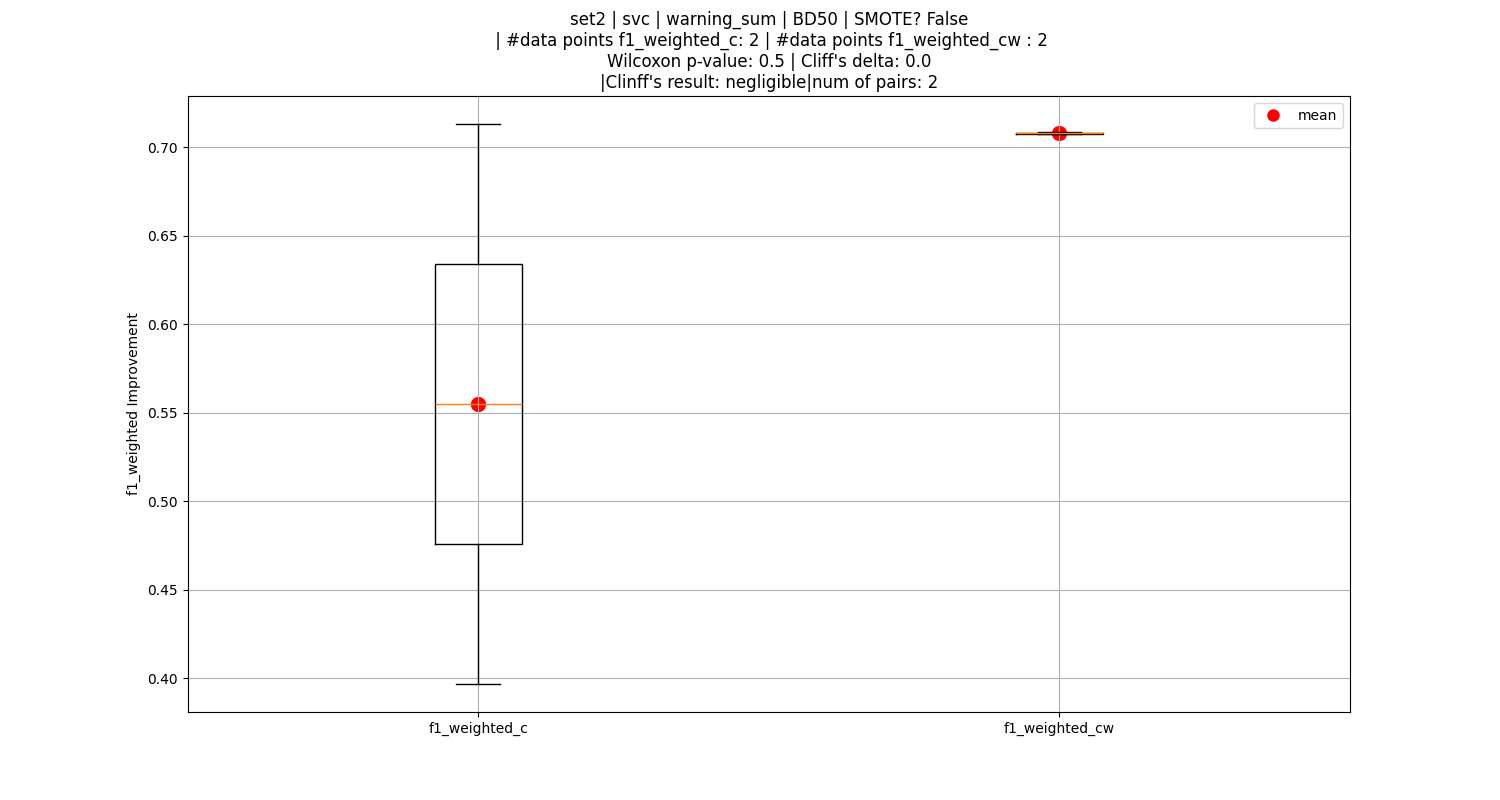 set2 | svc | warning_sum | BD50 | SMOTE? False
| #data points f1_weighted_c: 2 | #data points f1_weighted_cw : 2
Wilcoxon p-value: 0.5 | Cliff's delta: 0.0
|Clinff's result: negligible|num of pairs: 2
mean
0.70
0.65
0.60
0.55
0.50
0.45
0.40
f1_weighted Improvement
f1_weighted_c
f1_weighted_cw